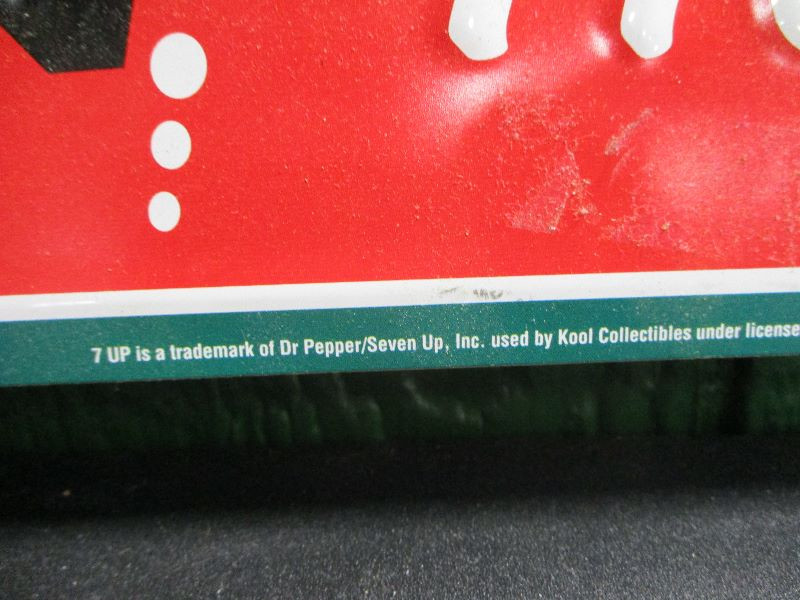 7 UP is a trademark of Dr Pepper/Seven Up, Inc. used by Kool Collectibles under license